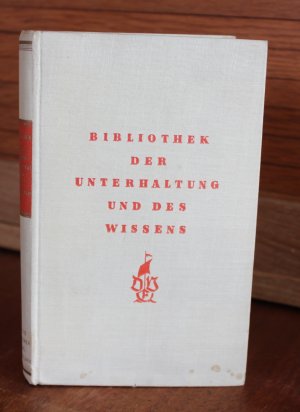 BIBLIOTHEK
DER
UNTERHALTUNG
UND DES
WISSENS